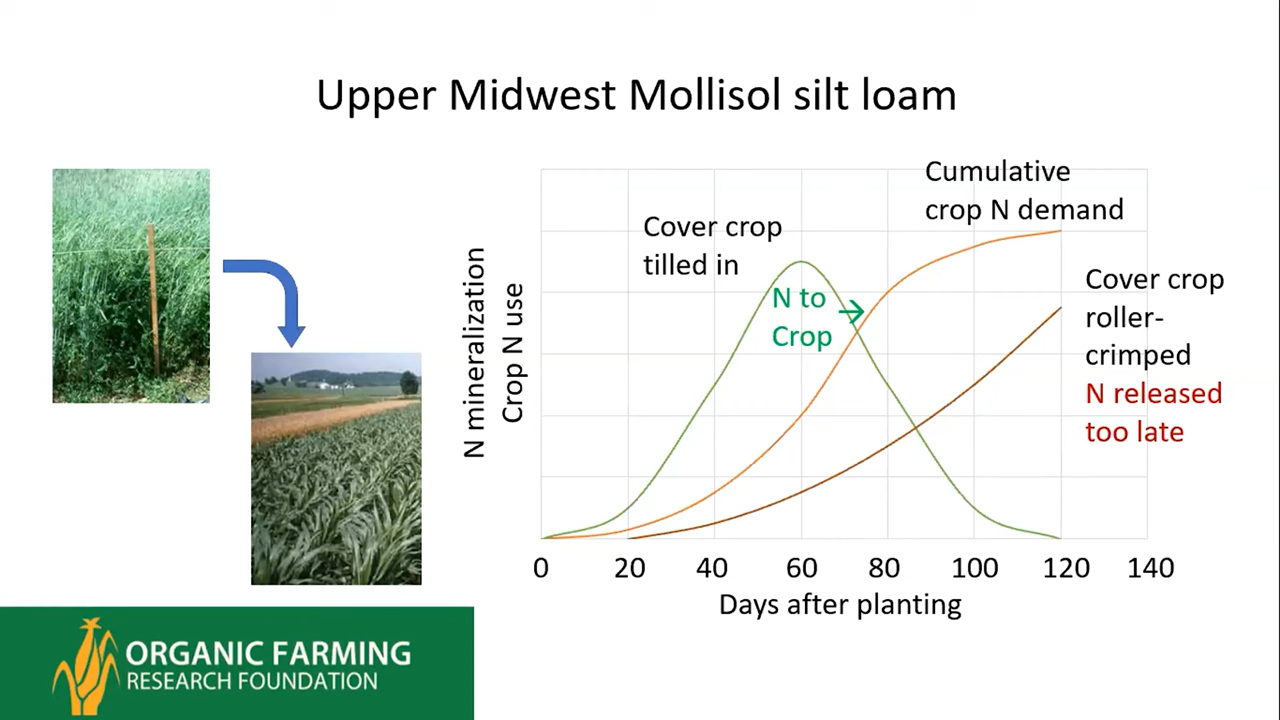 Upper Midwest Mollisol silt loam
Cumulative
crop N demand
Cover crop
tilled in
N to
Crop
→
Cover crop
roller-
crimped
N released
too late
N mineralization
Crop N use
0 20 40 60 80 100 120 140
Days after planting
ORGANIC FARMING
RESEARCH FOUNDATION